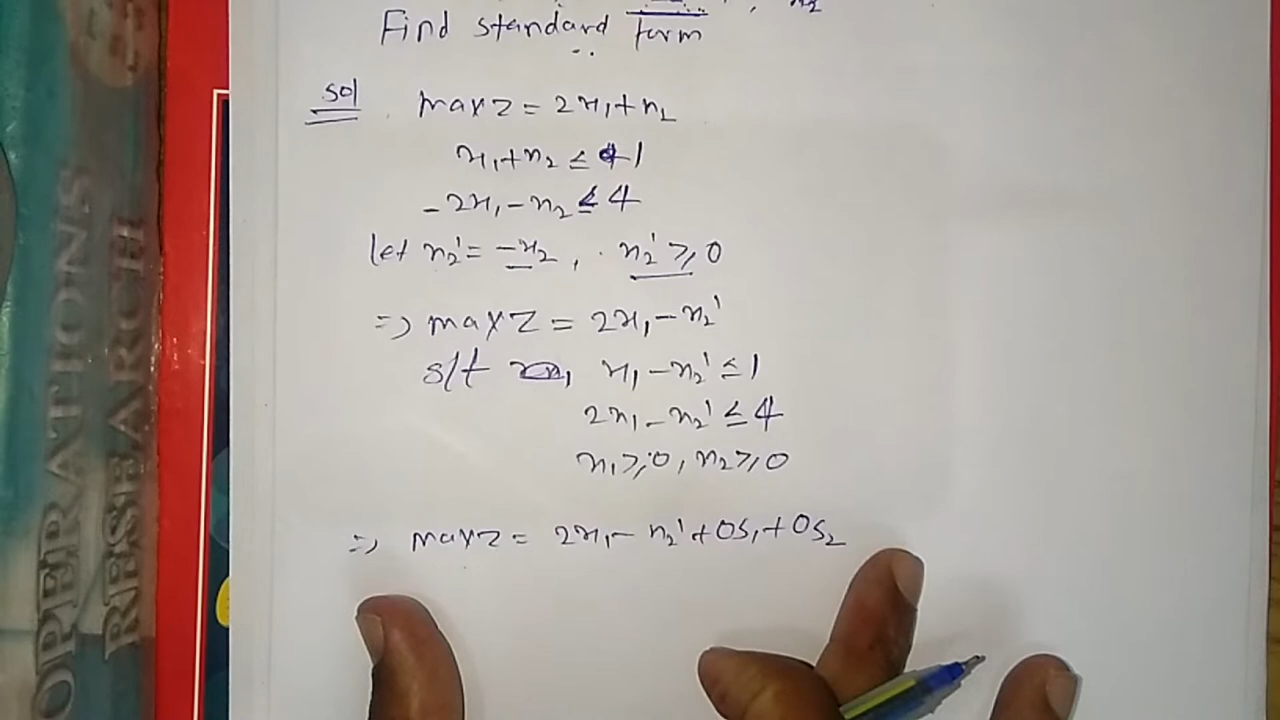 Find standard form
Sol
max z = 2x₁ + x₂
x₁ + x₂ ≤ 1
-2x₁ - x₂ ≤ 4
let x₂' = -x₂, x₂' ≥ 0
=> max z = 2x₁ - x₂'
s/t x₁ - x₂' ≤ 1
2x₁ - x₂' ≤ 4
x₁ ≥ 0, x₂ ≥ 0
=> max z = 2x₁ - x₂' + 0s₁ + 0s₂
OPERATIONS
RESEARCH